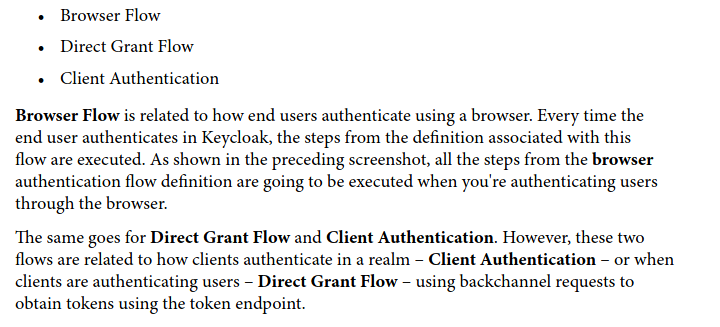 • Browser Flow
• Direct Grant Flow
• Client Authentication
Browser Flow is related to how end users authenticate using a browser. Every time the
end user authenticates in Keycloak, the steps from the definition associated with this
flow are executed. As shown in the preceding screenshot, all the steps from the browser
authentication flow definition are going to be executed when you're authenticating users
through the browser.
The same goes for Direct Grant Flow and Client Authentication. However, these two
flows are related to how clients authenticate in a realm – Client Authentication – or when
clients are authenticating users – Direct Grant Flow – using backchannel requests to
obtain tokens using the token endpoint.